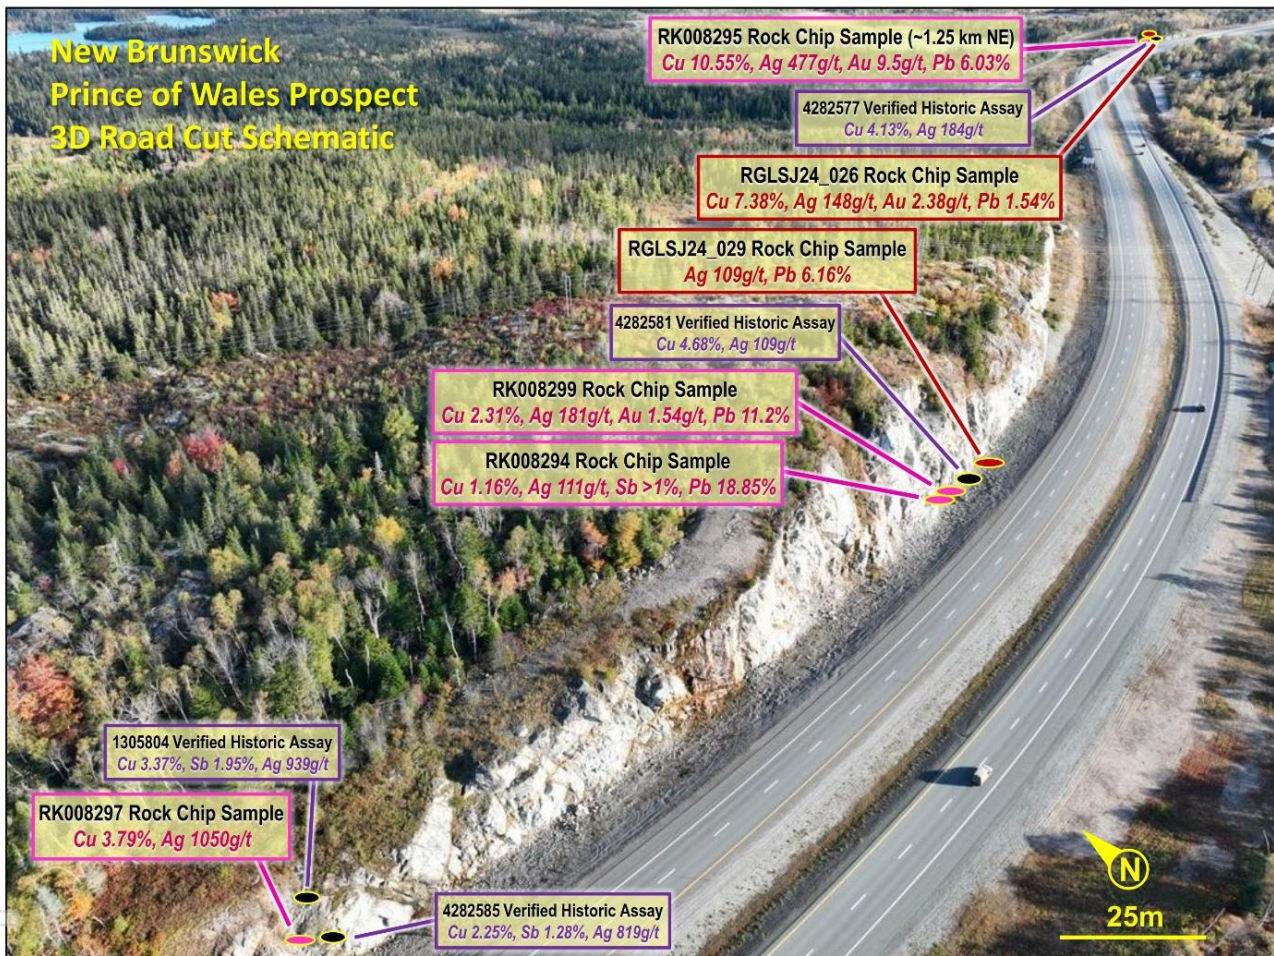 New Brunswick
Prince of Wales Prospect
3D Road Cut Schematic
RK008295 Rock Chip Sample (~1.25 km NE)
Cu 10.55%, Ag 477g/t, Au 9.5g/t, Pb 6.03%
4282577 Verified Historic Assay
Cu 4.13%, Ag 184g/t
RGLSJ24_026 Rock Chip Sample
Cu 7.38%, Ag 148g/t, Au 2.38g/t, Pb 1.54%
RGLSJ24_029 Rock Chip Sample
Ag 109g/t, Pb 6.16%
4282581 Verified Historic Assay
Cu 4.68%, Ag 109g/t
RK008299 Rock Chip Sample
Cu 2.31%, Ag 181g/t, Au 1.54g/t, Pb 11.2%
RK008294 Rock Chip Sample
Cu 1.16%, Ag 111g/t, Sb >1%, Pb 18.85%
1305804 Verified Historic Assay
Cu 3.37%, Sb 1.95%, Ag 939g/t
RK008297 Rock Chip Sample
Cu 3.79%, Ag 1050g/t
4282585 Verified Historic Assay
Cu 2.25%, Sb 1.28%, Ag 819g/t
N
25m